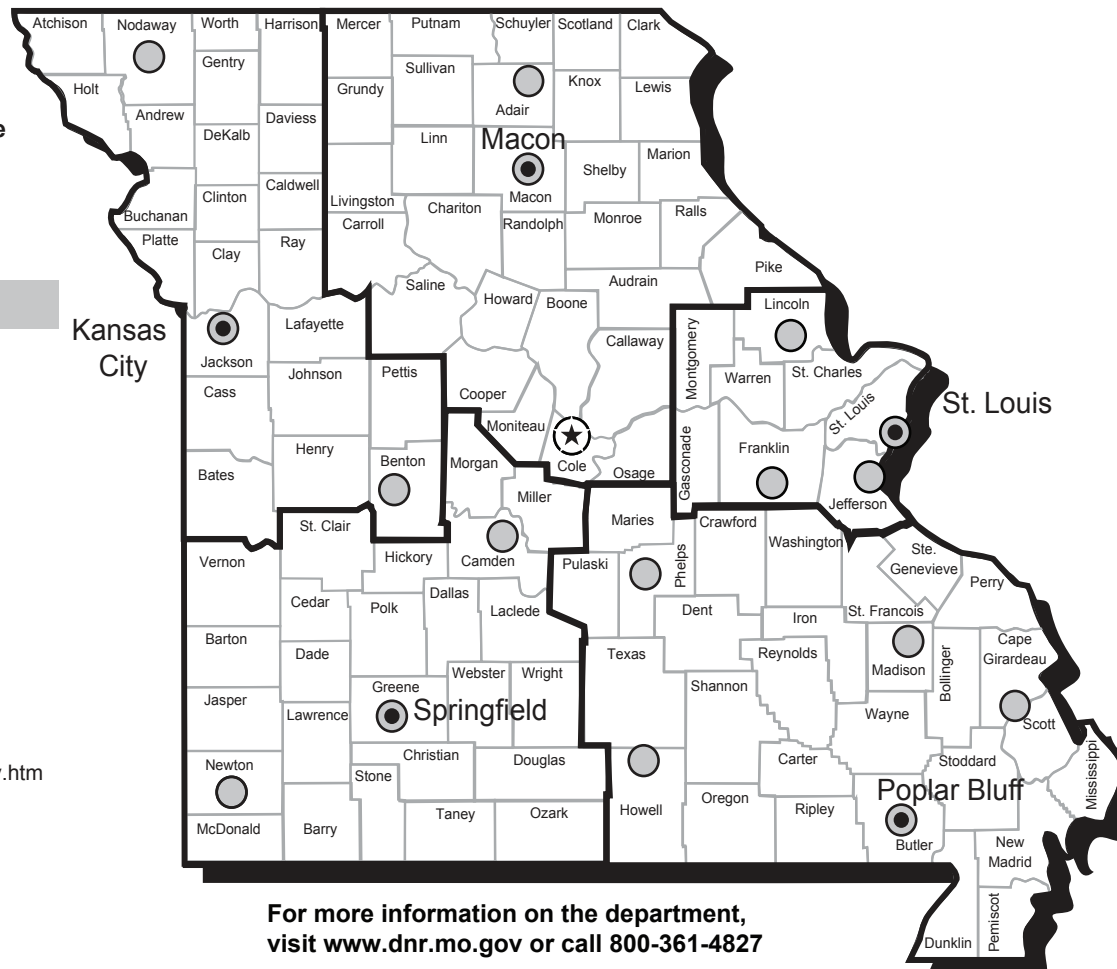 Atchison
Nodaway
Worth
Harrison
Mercer
Putnam
Schuyler
Scotland
Clark
Gentry
Sullivan
Holt
Grundy
Adair
Knox
Lewis
Andrew
Daviess
e
DeKalb
Linn
Macon
Marion
Shelby
Caldwell
Clinton
Macon
Livingston
Chariton
Ralls
Buchanan
Carroll
Randolph
Monroe
Platte
Clay
Ray
Pike
Saline
Audrain
Howard
Boone
Lincoln
Kansas
City
Lafayette
Callaway
Montgomery
Jackson
Johnson
Pettis
Warren
St. Charles
Cass
Cooper
St. Louis
St. Louis
Moniteau
Henry
Franklin
Gasconade
Benton
Morgan
Cole
Osage
Bates
Miller
Jefferson
Maries
Crawford
St. Clair
Washington
Ste.
Genevieve
Vernon
Hickory
Camden
Pulaski
Phelps
Perry
Cedar
Polk
Dallas
Laclede
Dent
St. Francois
Iron
Barton
Dade
Texas
Reynolds
Cape
Girardeau
Madison
Bollinger
Webster
Wright
Greene
Shannon
Jasper
Lawrence
Springfield
Wayne
Scott
Christian
Douglas
Carter
Stoddard
Mississippi
Newton
Stone
v.htm
Poplar Bluff
Howell
Oregon
Ripley
McDonald
Barry
Taney
Ozark
Butler
New
Madrid
Pemiscot
Dunklin
For more information on the department,
visit www.dnr.mo.gov or call 800-361-4827